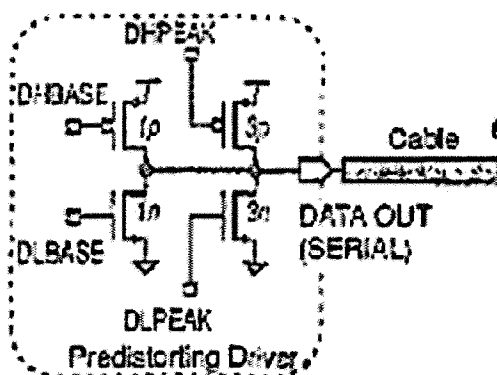 DHPEAK
DHBASE
1p
3p
Cable
1n
3n
DATA OUT
(SERIAL)
DLBASE
DLPEAK
Predistorting Driver